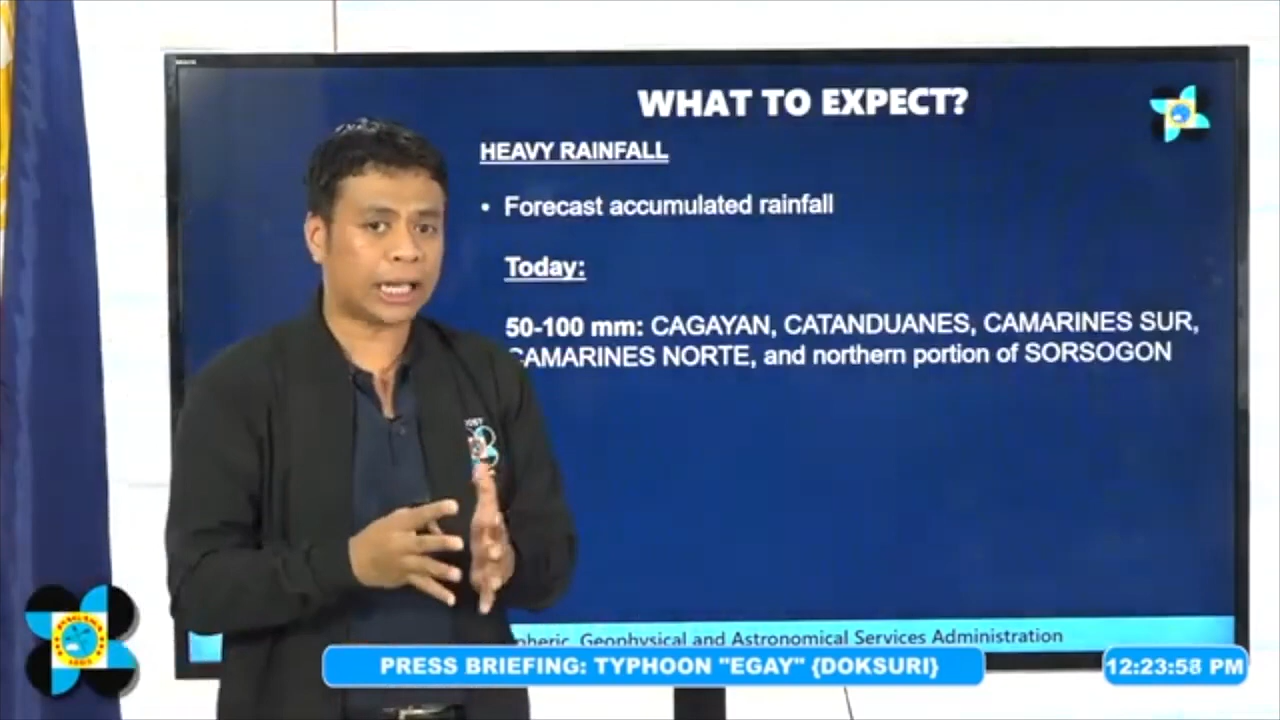 WHAT TO EXPECT?
HEAVY RAINFALL
• Forecast accumulated rainfall
Today:
50-100 mm: CAGAYAN, CATANDUANES, CAMARINES SUR,
CAMARINES NORTE, and northern portion of SORSOGON
Geophysical and Astronomical Services Administration
PRESS BRIEFING: TYPHOON "EGAY" {DOKSURI}
12:23:58 PM